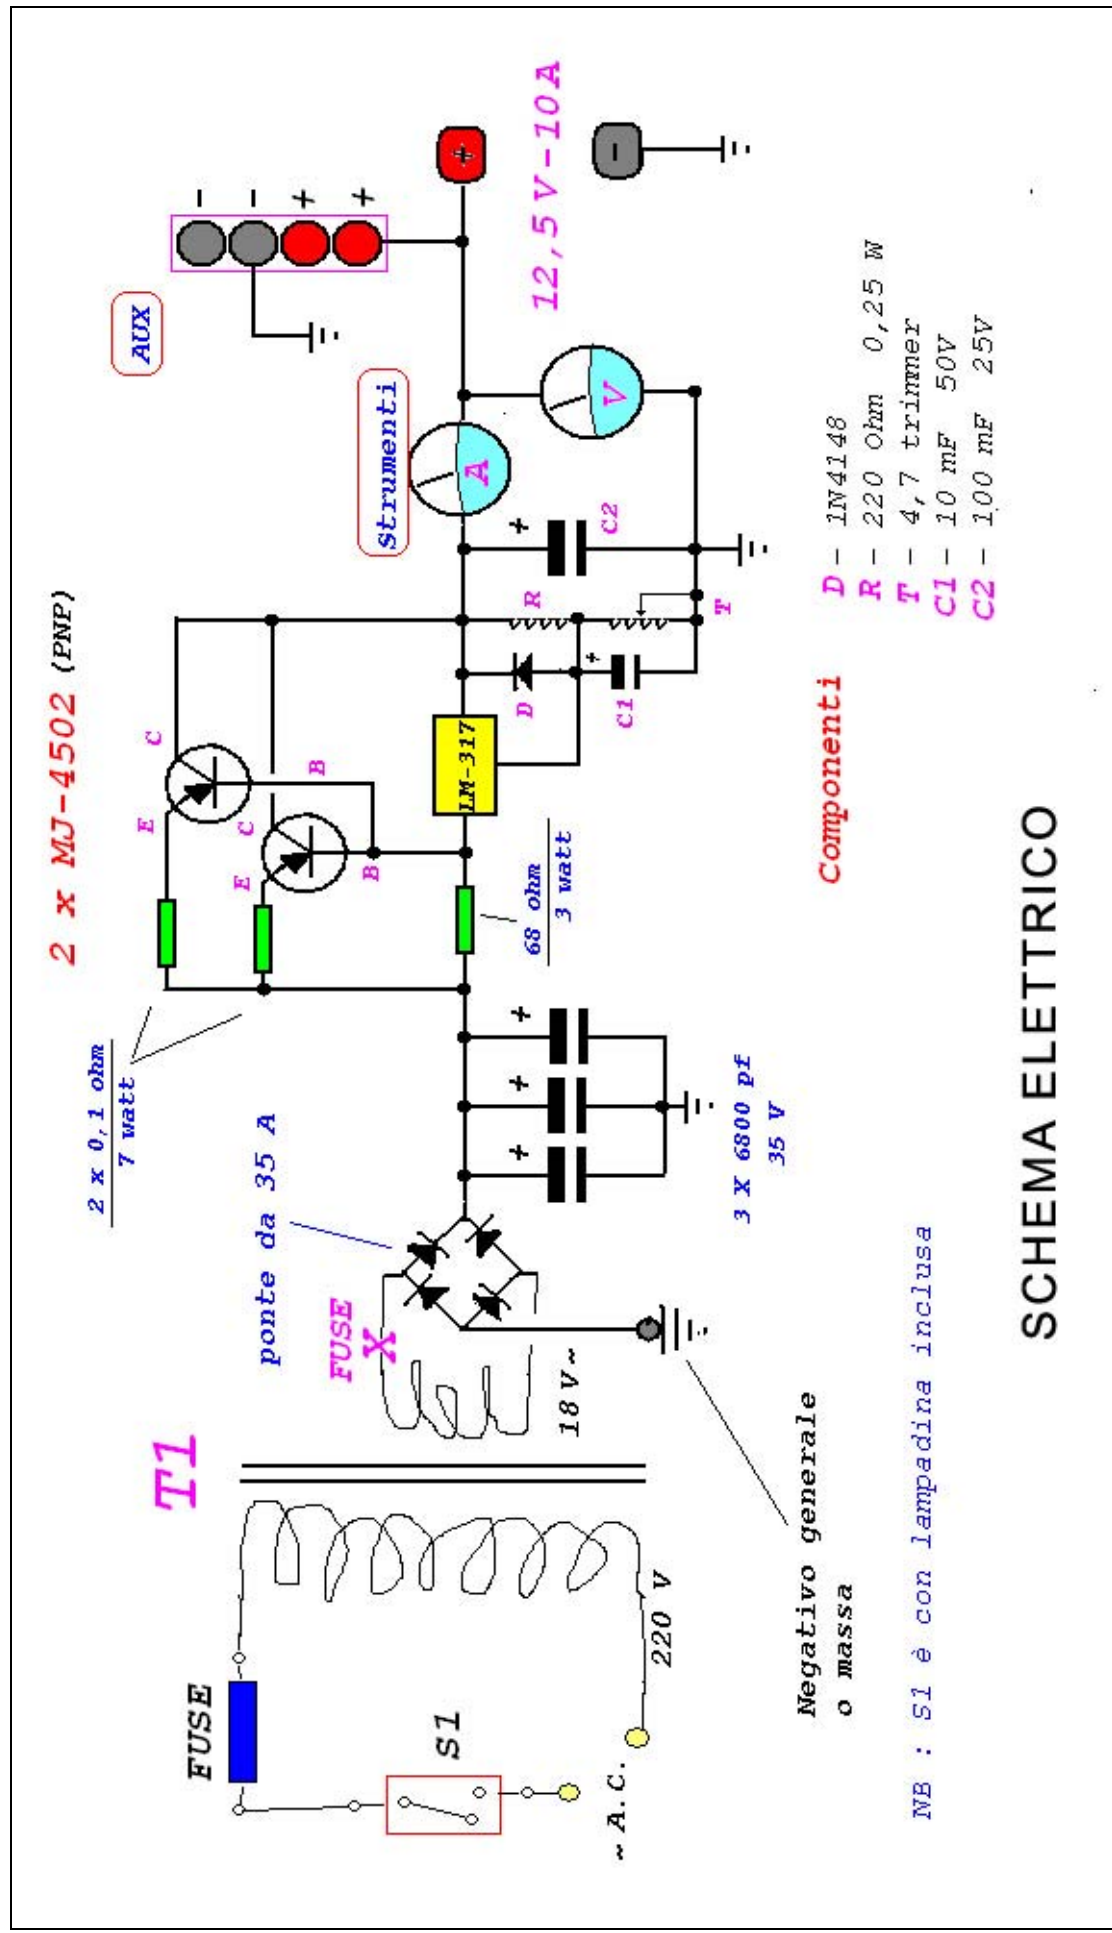 2 x MJ-4502 (PNP)
AUX
-
-
+
+
2 x 0,1 ohm
7 watt
E
C
B
E
C
B
Strumenti
+
12,5V-10A
-
T1
FUSE
ponte da 35 A
FUSE
X
68 ohm
3 watt
LM-317
D
R
+
C1
T
+
C2
A
V
S1
~ A.C.
220 V
18V~
+
+
+
3 X 6800 pf
35 V
Negativo generale
o massa
Componenti
D - 1N4148
R - 220 Ohm 0,25 W
T - 4,7 trimmer
C1 - 10 mF 50V
C2 - 100 mF 25V
NB : S1 è con lampadina inclusa
SCHEMA ELETTRICO